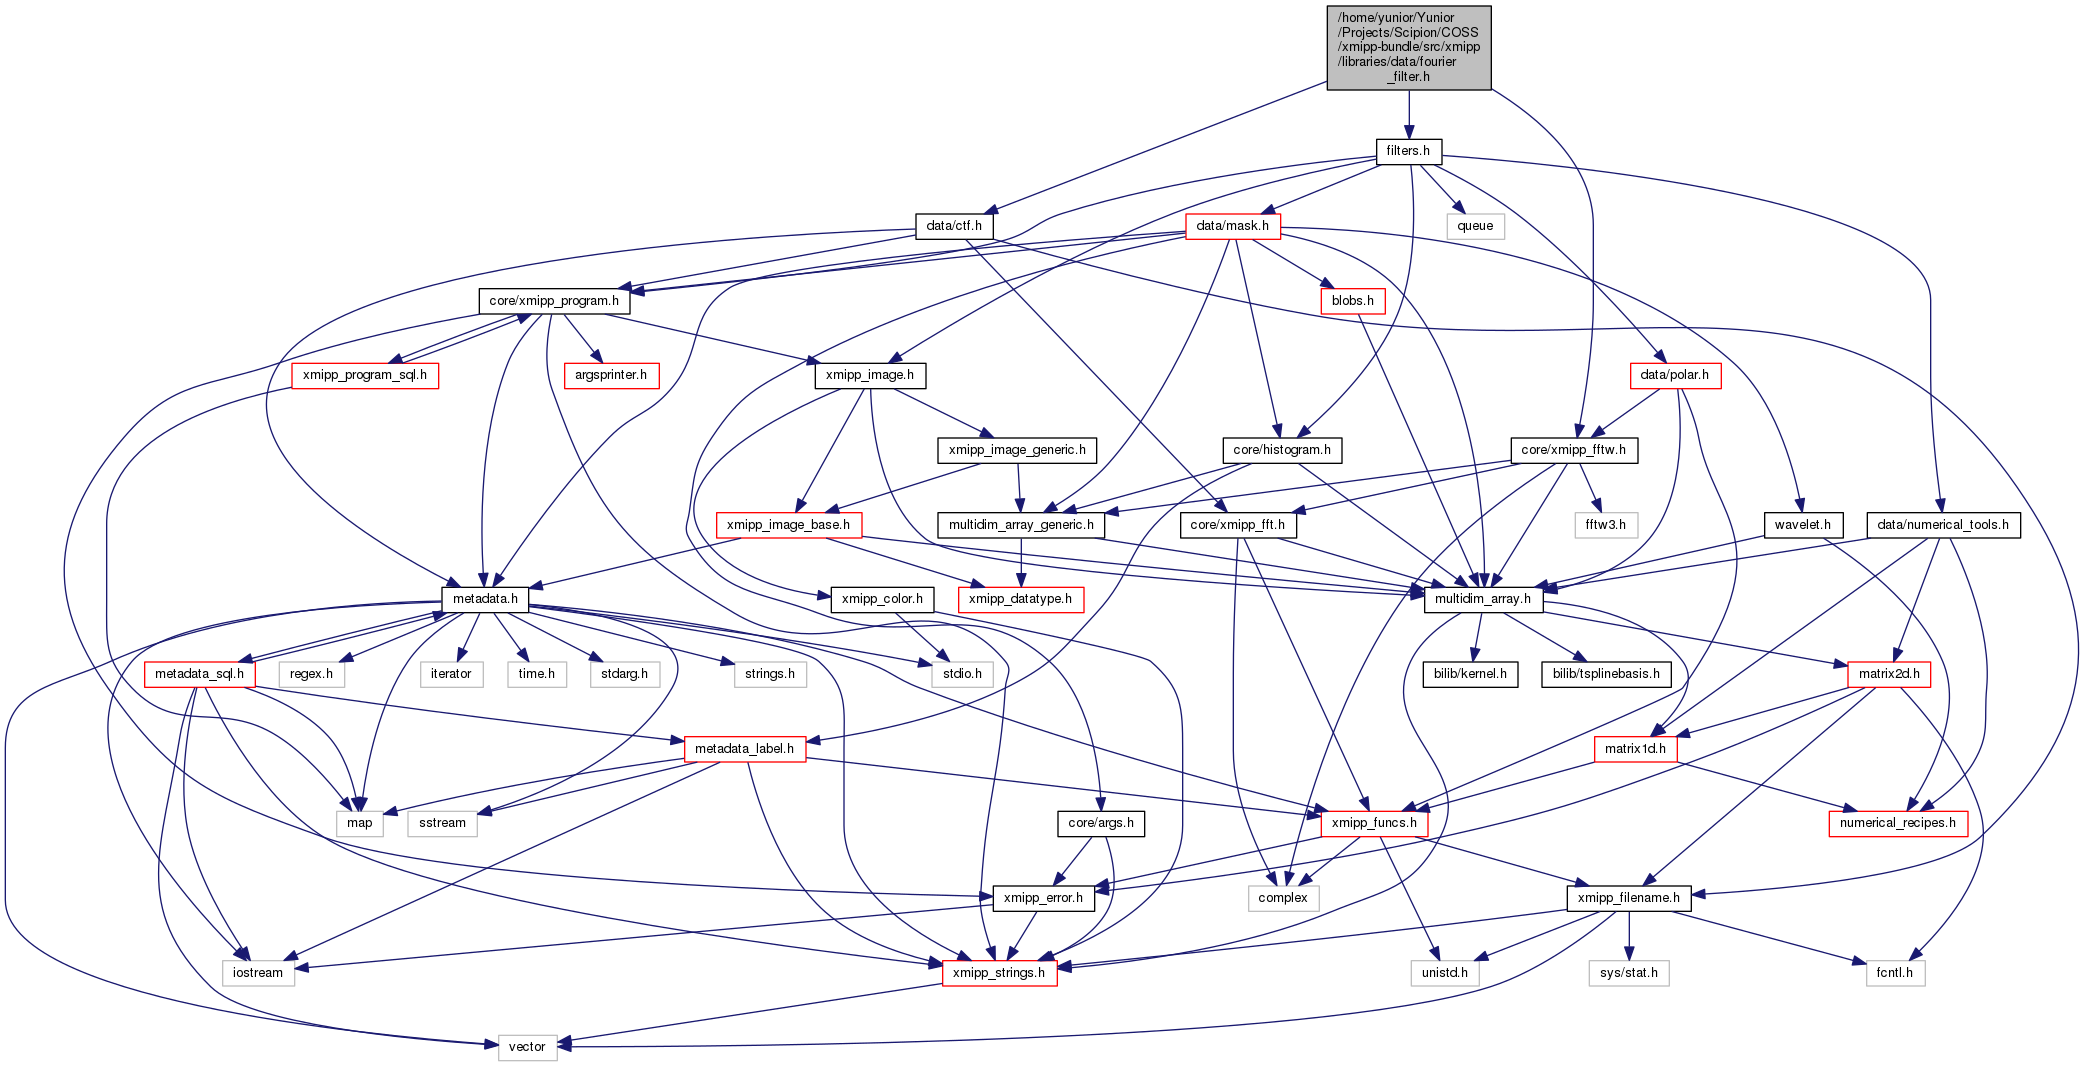 /home/yunior/Yunior
/Projects/Scipion/COSS
/xmipp-bundle/src/xmipp
/libraries/data/fourier
_filter.h
filters.h
data/ctf.h
data/mask.h
queue
core/xmipp_program.h
blobs.h
xmipp_program_sql.h
argsprinter.h
xmipp_image.h
data/polar.h
xmipp_image_generic.h
core/histogram.h
core/xmipp_fftw.h
xmipp_image_base.h
multidim_array_generic.h
core/xmipp_fft.h
fftw3.h
wavelet.h
data/numerical_tools.h
metadata.h
xmipp_color.h
xmipp_datatype.h
multidim_array.h
metadata_sql.h
regex.h
iterator
time.h
stdarg.h
strings.h
stdio.h
bilib/kernel.h
bilib/tsplinebasis.h
matrix2d.h
metadata_label.h
matrix1d.h
map
sstream
core/args.h
xmipp_funcs.h
numerical_recipes.h
xmipp_error.h
complex
xmipp_filename.h
iostream
xmipp_strings.h
unistd.h
sys/stat.h
fcntl.h
vector